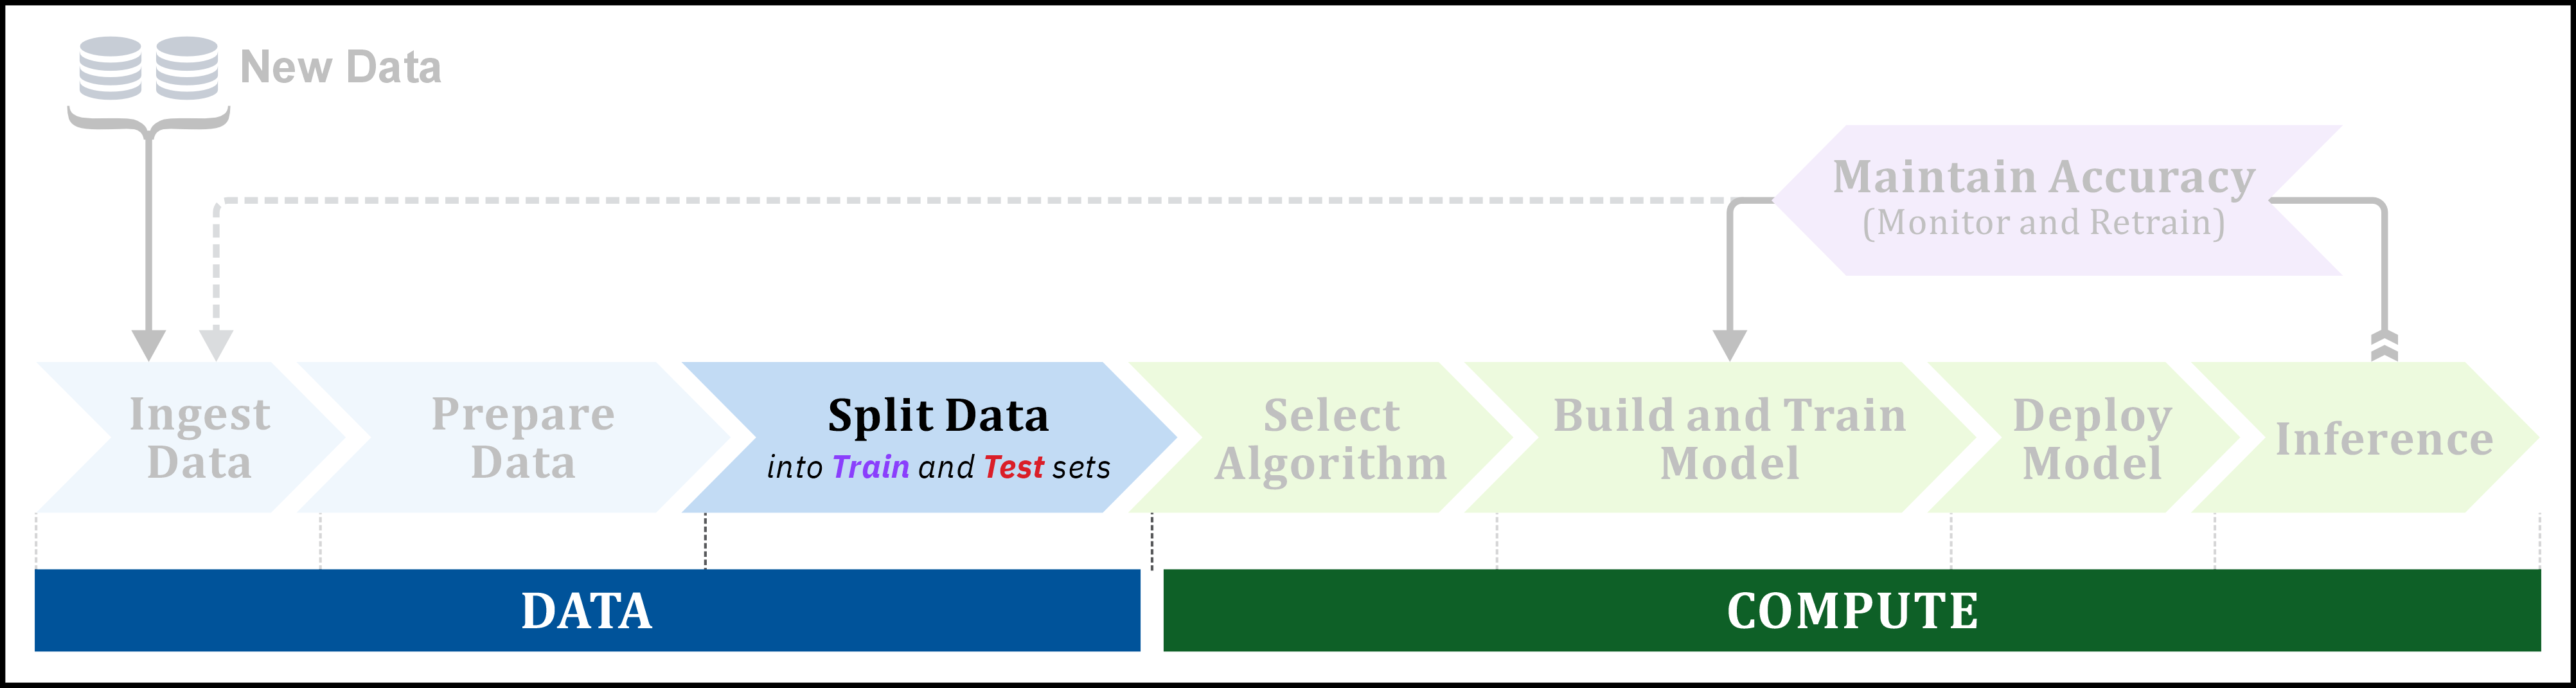 New Data
Maintain Accuracy
(Monitor and Retrain)
Ingest
Data
Prepare
Data
Split Data
into Train and Test sets
Select
Algorithm
Build and Train
Model
Deploy
Model
Inference
DATA
COMPUTE